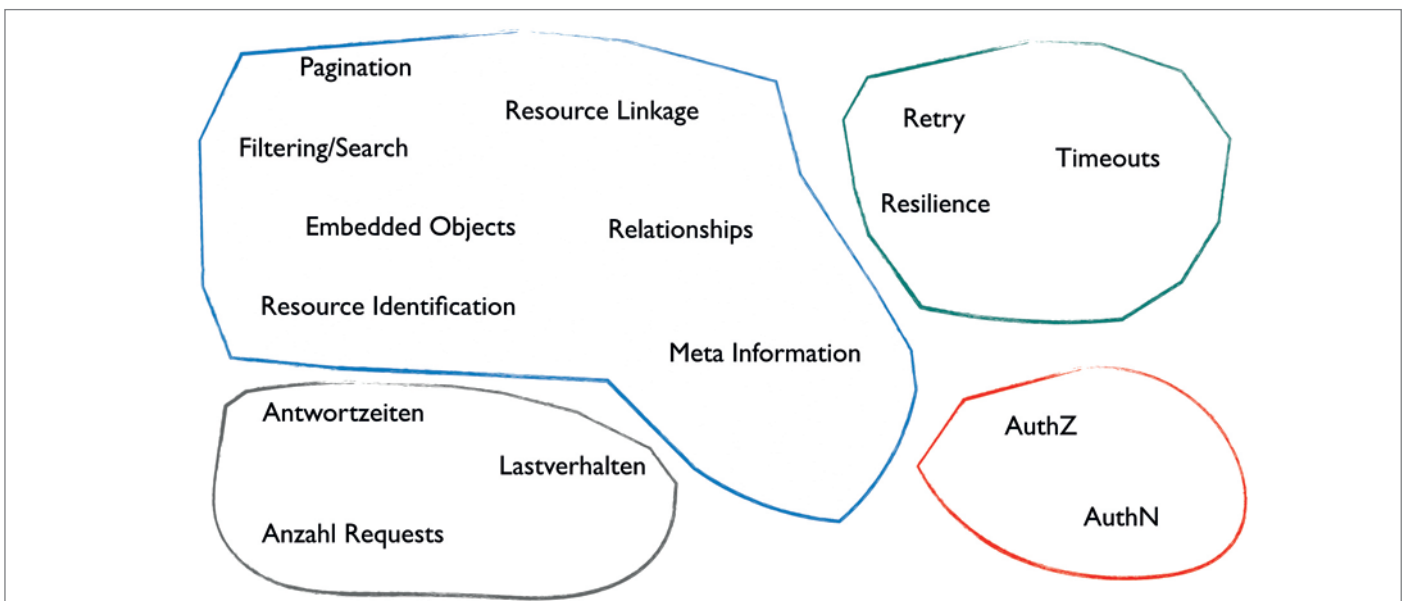 Pagination
Resource Linkage
Filtering/Search
Embedded Objects
Relationships
Resource Identification
Meta Information
Retry
Timeouts
Resilience
Antwortzeiten
Lastverhalten
Anzahl Requests
AuthZ
AuthN